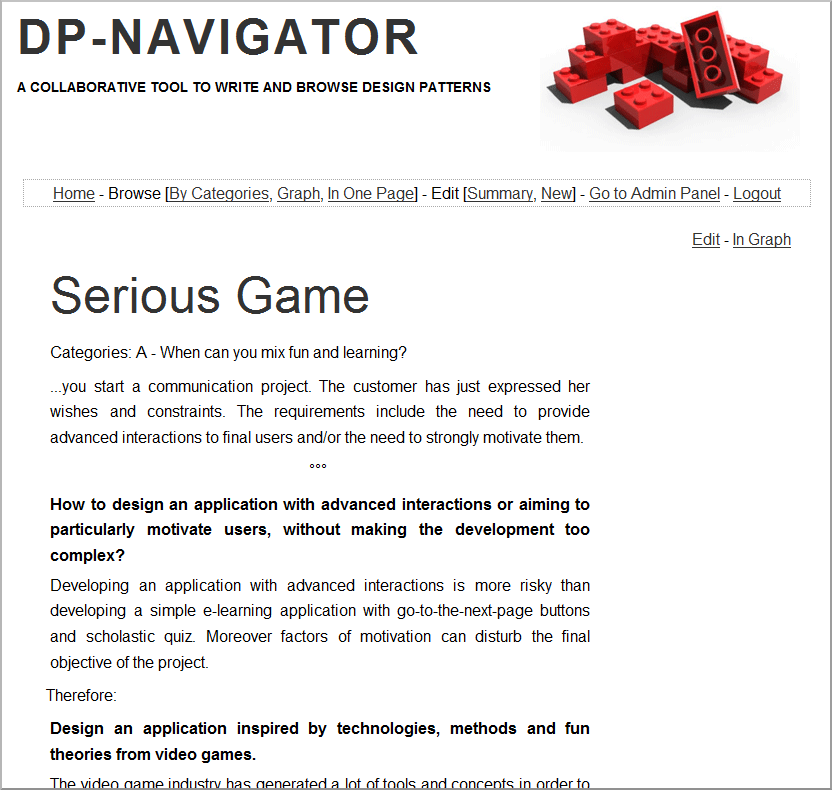 DP-NAVIGATOR
A COLLABORATIVE TOOL TO WRITE AND BROWSE DESIGN PATTERNS
Home - Browse [By Categories, Graph, In One Page] - Edit [Summary, New] - Go to Admin Panel - Logout
Edit - In Graph
Serious Game
Categories: A - When can you mix fun and learning?
...you start a communication project. The customer has just expressed her
wishes and constraints. The requirements include the need to provide
advanced interactions to final users and/or the need to strongly motivate them.
°°°
How to design an application with advanced interactions or aiming to
particularly motivate users, without making the development too
complex?
Developing an application with advanced interactions is more risky than
developing a simple e-learning application with go-to-the-next-page buttons
and scholastic quiz. Moreover factors of motivation can disturb the final
objective of the project.
Therefore:
Design an application inspired by technologies, methods and fun
theories from video games.
The video game industry has generated a lot of tools and concepts in order to